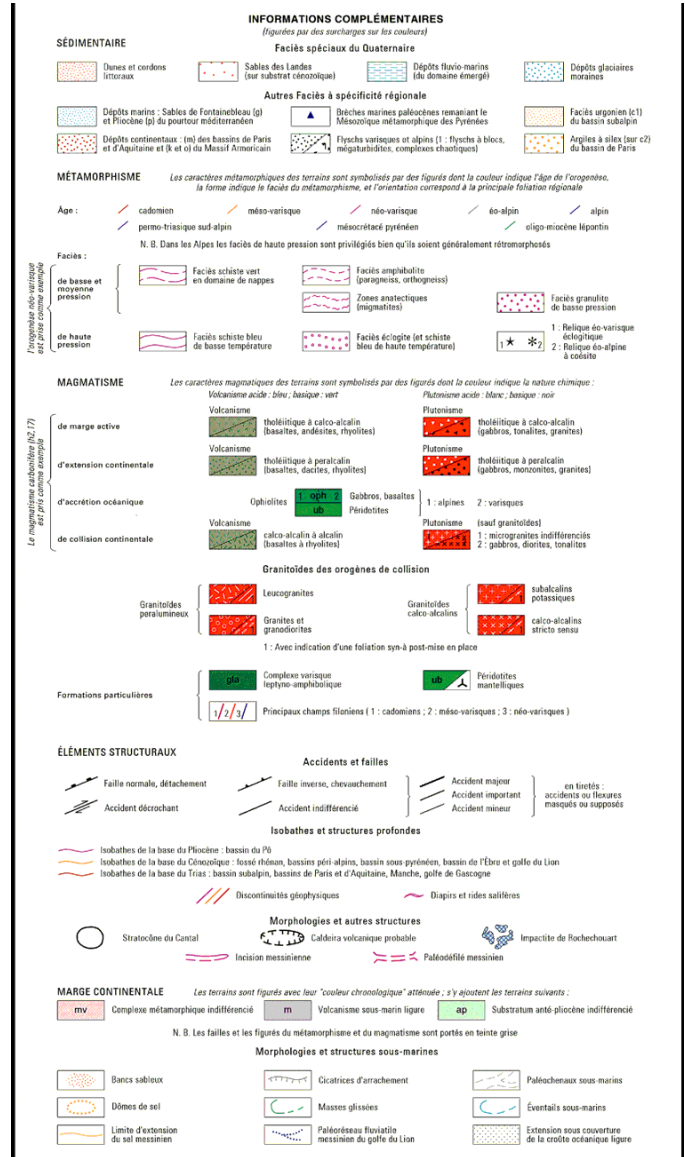 INFORMATIONS COMPLÉMENTAIRES
(figurées par des surcharges sur les couleurs)
SÉDIMENTAIRE
Faciès spéciaux du Quaternaire
Dunes et cordons littoraux
Sables des Landes (sur substrat cénozoïque)
Dépôts fluvio-marins (du domaine émergé)
Dépôts glaciaires moraines
Autres Faciès à spécificité régionale
Dépôts marins : Sables de Fontainebleau (g) et Pliocène (p) du pourtour méditerranéen
Brèches marines paléocènes remaniant le Mésozoïque métamorphique des Pyrénées
Faciès urgonien (c1) du bassin subalpin
Dépôts continentaux : (m) des bassins de Paris et d'Aquitaine et (k et o) du Massif Armoricain
Flyschs varisques et alpins (1 : flyschs à blocs, mégaturbidites, complexes chaotiques)
Argiles à silex (sur c2) du bassin de Paris
MÉTAMORPHISME
Les caractères métamorphiques des terrains sont symbolisés par des figurés dont la couleur indique l'âge de l'orogenèse,
la forme indique le faciès du métamorphisme, et l'orientation correspond à la principale foliation régionale
Âge :
cadomien
méso-varisque
néo-varisque
éo-alpin
alpin
permo-triasique sud-alpin
mésocrétacé pyrénéen
oligo-miocène lépontin
N. B. Dans les Alpes les faciès de haute pression sont privilégiés bien qu'ils soient généralement rétromorphosés
Faciès :
l'orogenèse néo-varisque
est prise comme exemple
de basse et moyenne pression
Faciès schiste vert en domaine de nappes
Faciès amphibolite (paragneiss, orthogneiss)
Zones anatectiques (migmatites)
Faciès granulite de basse pression
de haute pression
Faciès schiste bleu de basse température
Faciès éclogite (et schiste bleu de haute température)
1 2
1 : Relique éo-varisque éclogitique
2 : Relique éo-alpine à coésite
MAGMATISME
Les caractères magmatiques des terrains sont symbolisés par des figurés dont la couleur indique la nature chimique :
Volcanisme acide : bleu ; basique : vert
Plutonisme acide : blanc ; basique : noir
Le magmatisme carbonifère (h2,17)
est pris comme exemple
de marge active
Volcanisme
tholéiitique à calco-alcalin (basaltes, andésites, rhyolites)
Plutonisme
tholéiitique à calco-alcalin (gabbros, tonalites, granites)
d'extension continentale
Volcanisme
tholéiitique à peralcalin (basaltes, dacites, rhyolites)
Plutonisme
tholéiitique à peralcalin (gabbros, monzonites, granites)
d'accrétion océanique
Ophiolites
1 oph 2
ub
Gabbros, basaltes
Péridotites
1 : alpines 2 : varisques
de collision continentale
Volcanisme
calco-alcalin à alcalin (basaltes à rhyolites)
Plutonisme (sauf granitoïdes)
1 : microgranites indifférenciés
2 : gabbros, diorites, tonalites
Granitoïdes des orogènes de collision
Granitoïdes peralumineux
Leucogranites
Granites et granodiorites
Granitoïdes calco-alcalins
subalcalins potassiques
calco-alcalins stricto sensu
1 : Avec indication d'une foliation syn-à post-mise en place
Formations particulières
gla
Complexe varisque leptyno-amphibolique
ub
Péridotites mantelliques
1/2/3/
Principaux champs filoniens ( 1 : cadomiens ; 2 : méso-varisques ; 3 : néo-varisques )
ÉLÉMENTS STRUCTURAUX
Accidents et failles
Faille normale, détachement
Faille inverse, chevauchement
Accident décrochant
Accident indifférencié
Accident majeur
Accident important
Accident mineur
en tiretés : accidents ou flexures masqués ou supposés
Isobathes et structures profondes
Isobathes de la base du Pliocène : bassin du Pô
Isobathes de la base du Cénozoïque : fossé rhénan, bassins péri-alpins, bassin sous-pyrénéen, bassin de l'Èbre et golfe du Lion
Isobathes de la base du Trias : bassin subalpin, bassins de Paris et d'Aquitaine, Manche, golfe de Gascogne
Discontinuités géophysiques
Diapirs et rides salifères
Morphologies et autres structures
Stratocône du Cantal
Caldeira volcanique probable
Impactite de Rochechouart
Incision messinienne
Paléodéfilé messinien
MARGE CONTINENTALE
Les terrains sont figurés avec leur "couleur chronologique" atténuée ; s'y ajoutent les terrains suivants :
mv
Complexe métamorphique indifférencié
m
Volcanisme sous-marin ligure
ap
Substratum anté-pliocène indifférencié
N. B. Les failles et les figurés du métamorphisme et du magmatisme sont portés en teinte grise
Morphologies et structures sous-marines
Bancs sableux
Cicatrices d'arrachement
Paléochenaux sous-marins
Dômes de sel
Masses glissées
Éventails sous-marins
Limite d'extension du sel messinien
Paléoréseau fluviatile messinien du golfe du Lion
Extension sous couverture de la croûte océanique ligure